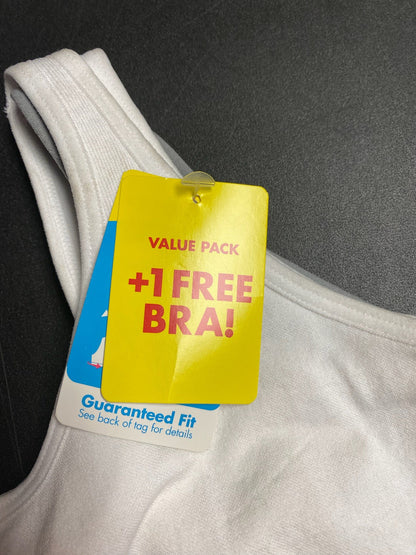 VALUE PACK
+1 FREE
BRA!
Guaranteed Fit
See back of tag for details